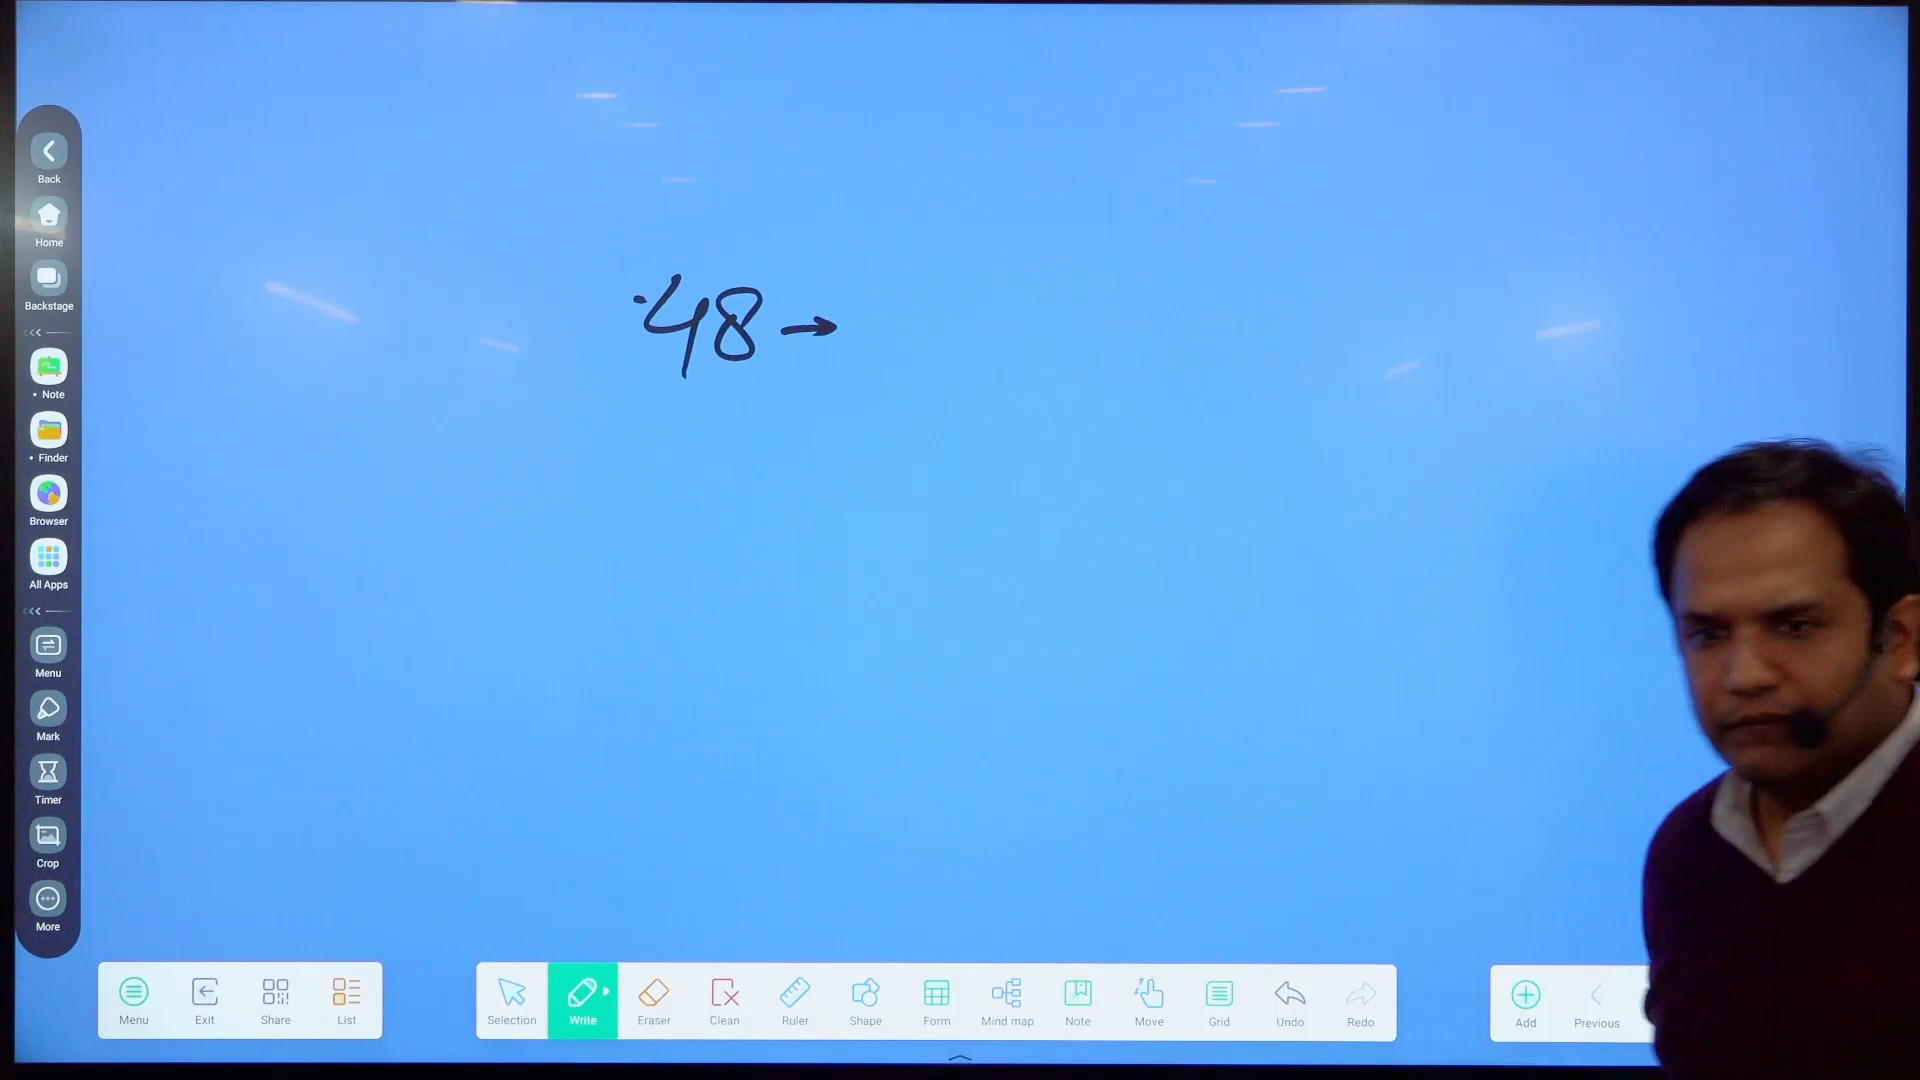 Back
Home
Backstage
• Note
• Finder
Browser
All Apps
Menu
Mark
Timer
Crop
More
'48 →
Menu Exit Share List
Selection Write Eraser Clean Ruler Shape Form Mind map Note Move Grid Undo Redo
Add Previous